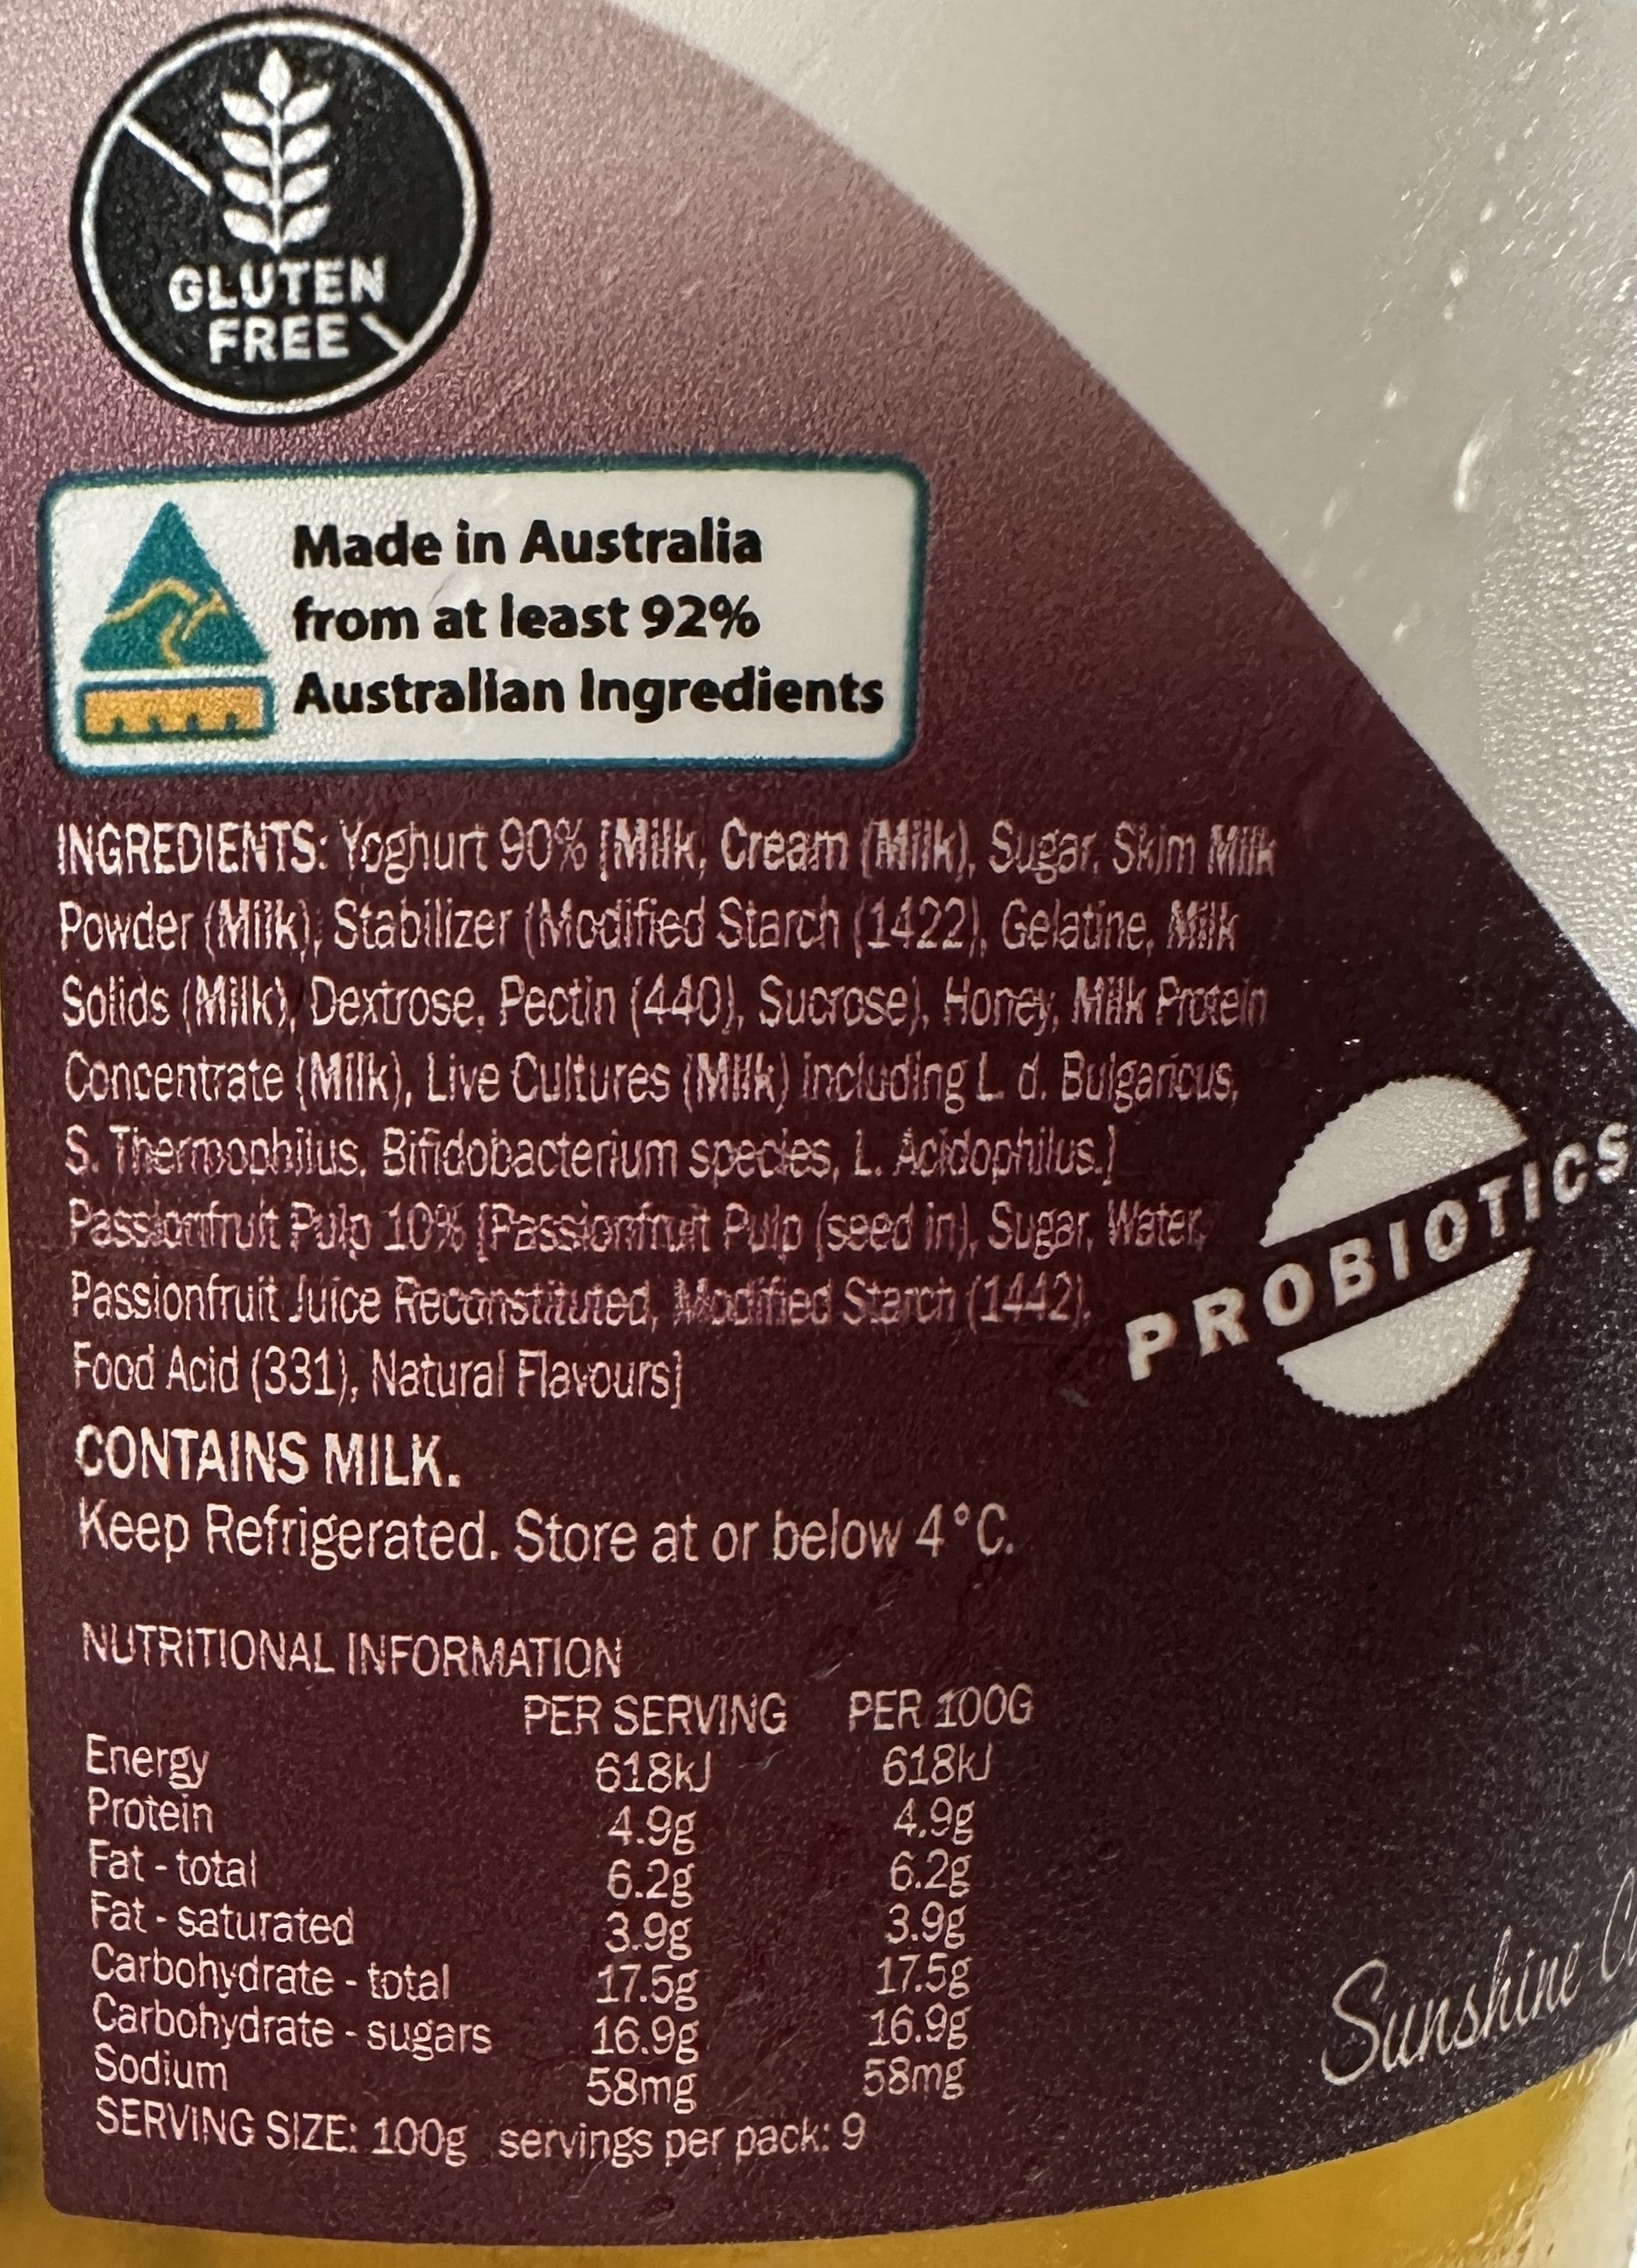 GLUTEN
FREE
Made in Australia
from at least 92%
Australian Ingredients
INGREDIENTS: Yoghurt 90% [Milk, Cream (Milk), Sugar, Skim Milk
Powder (Milk), Stabilizer (Modified Starch (1422), Gelatine, Milk
Solids (Milk), Dextrose, Pectin (440), Sucrose), Honey, Milk Protein
Concentrate (Milk), Live Cultures (Milk) including L. d. Bulgaricus,
S. Thermophilus, Bifidobacterium species, L. Acidophilus.]
Passionfruit Pulp 10% [Passionfruit Pulp (seed in), Sugar, Water,
Passionfruit Juice Reconstituted, Modified Starch (1442),
Food Acid (331), Natural Flavours]
PROBIOTICS
CONTAINS MILK.
Keep Refrigerated. Store at or below 4°C.
NUTRITIONAL INFORMATION
PER SERVING PER 100G
Energy 618kJ 618kJ
Protein 4.9g 4.9g
Fat - total 6.2g 6.2g
Fat - saturated 3.9g 3.9g
Carbohydrate - total 17.5g 17.5g
Carbohydrate - sugars 16.9g 16.9g
Sodium 58mg 58mg
SERVING SIZE: 100g servings per pack: 9
Sunshine